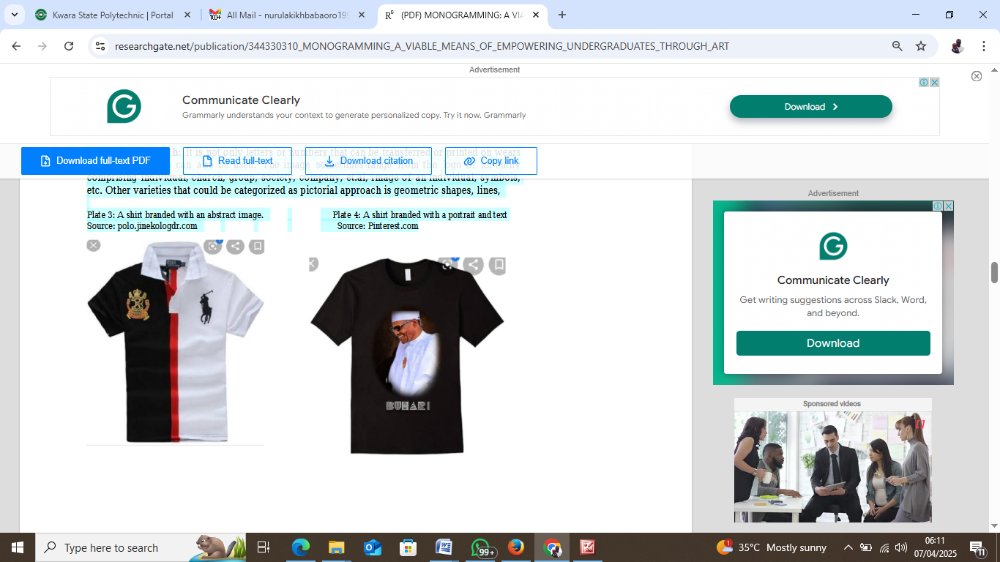 Kwara State Polytechnic | Portal
All Mail - nurulakikhbabaoro199
(PDF) MONOGRAMMING: A VIA
researchgate.net/publication/344330310_MONOGRAMMING_A_VIABLE_MEANS_OF_EMPOWERING_UNDERGRADUATES_THROUGH_ART
Advertisement
Communicate Clearly
Grammarly understands your context to generate personalized copy. Try it now. Grammarly
Download
Download full-text PDF
Read full-text
Download citation
Copy link
It is not only letters or numbers that can be transferred or printed on wears
can also be used. The image sometimes range from the logo of an entity
comprising individual, church, group, society, company, et.al, image of an individual, symbols,
etc. Other varieties that could be categorized as pictorial approach is geometric shapes, lines,
Plate 3: A shirt branded with an abstract image.
Source: polo.jinekologdr.com
Plate 4: A shirt branded with a portrait and text
Source: Pinterest.com
BUHARI
Advertisement
Communicate Clearly
Get writing suggestions across Slack, Word,
and beyond.
Download
Sponsored videos
Type here to search
99+
35°C Mostly sunny
06:11
07/04/2025
11